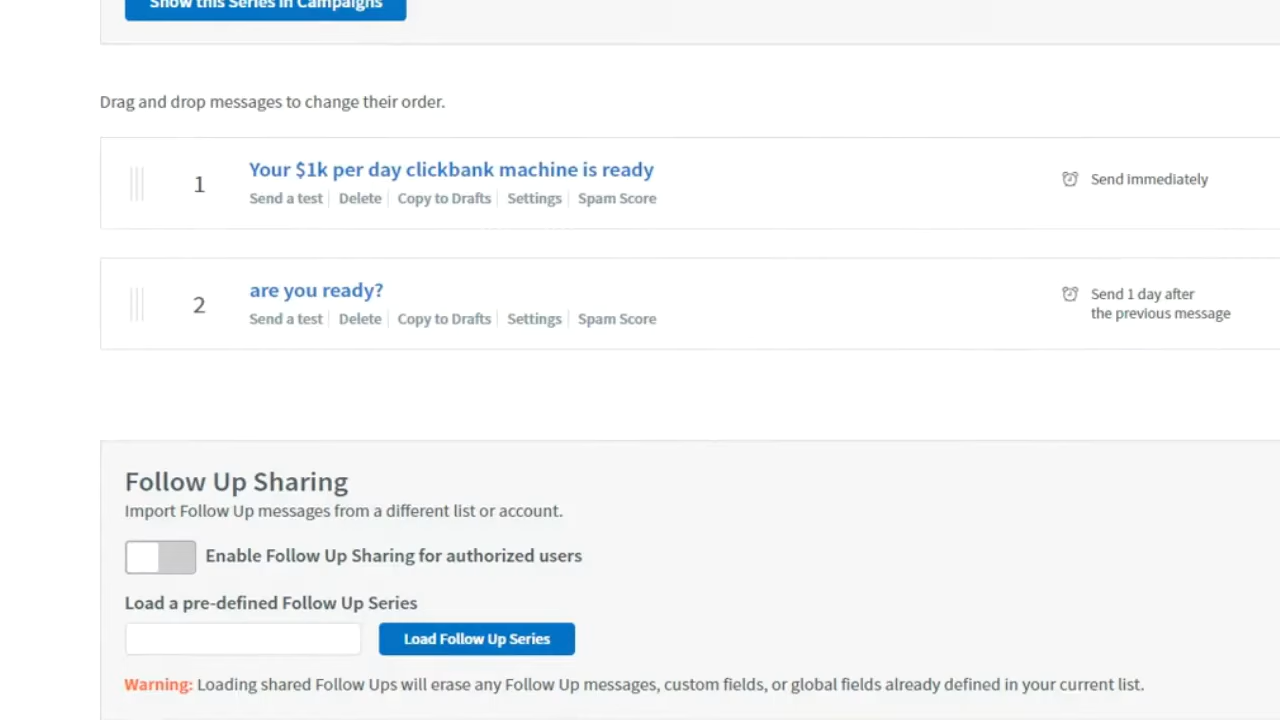 Show this Series in Campaigns
Drag and drop messages to change their order.
1
Your $1k per day clickbank machine is ready
Send a test Delete Copy to Drafts Settings Spam Score
Send immediately
2
are you ready?
Send a test Delete Copy to Drafts Settings Spam Score
Send 1 day after
the previous message
Follow Up Sharing
Import Follow Up messages from a different list or account.
Enable Follow Up Sharing for authorized users
Load a pre-defined Follow Up Series
Load Follow Up Series
Warning: Loading shared Follow Ups will erase any Follow Up messages, custom fields, or global fields already defined in your current list.